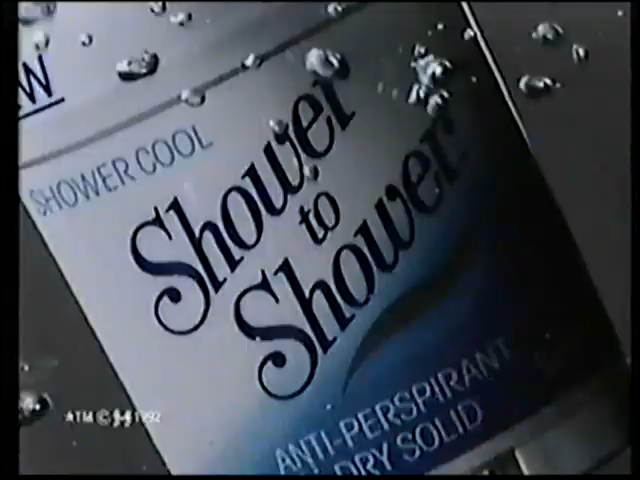 W
SHOWER COOL
Shower
to
Shower
ANTI-PERSPIRANT
DRY SOLID